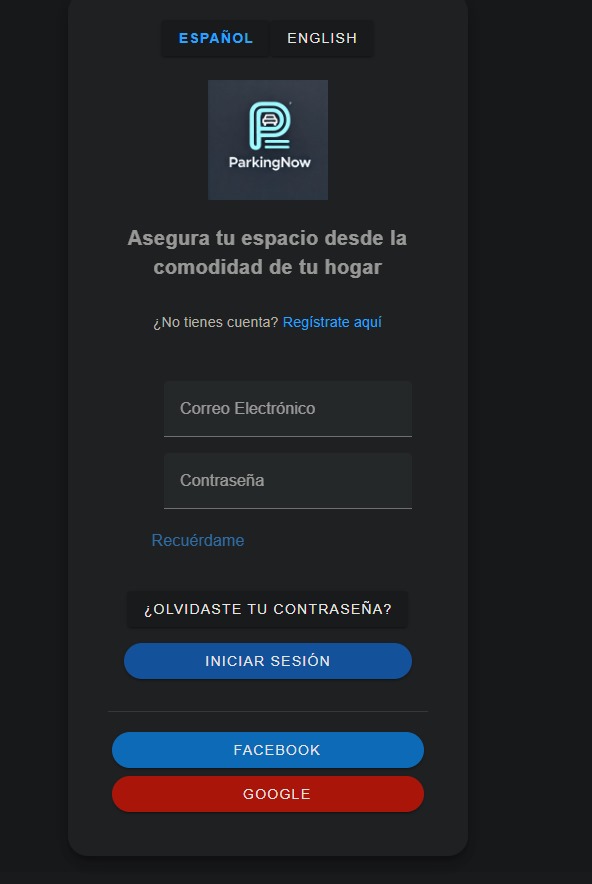 ESPAÑOL ENGLISH
ParkingNow
Asegura tu espacio desde la
comodidad de tu hogar
¿No tienes cuenta? Regístrate aquí
Correo Electrónico
Contraseña
Recuérdame
¿OLVIDASTE TU CONTRASEÑA?
INICIAR SESIÓN
FACEBOOK
GOOGLE